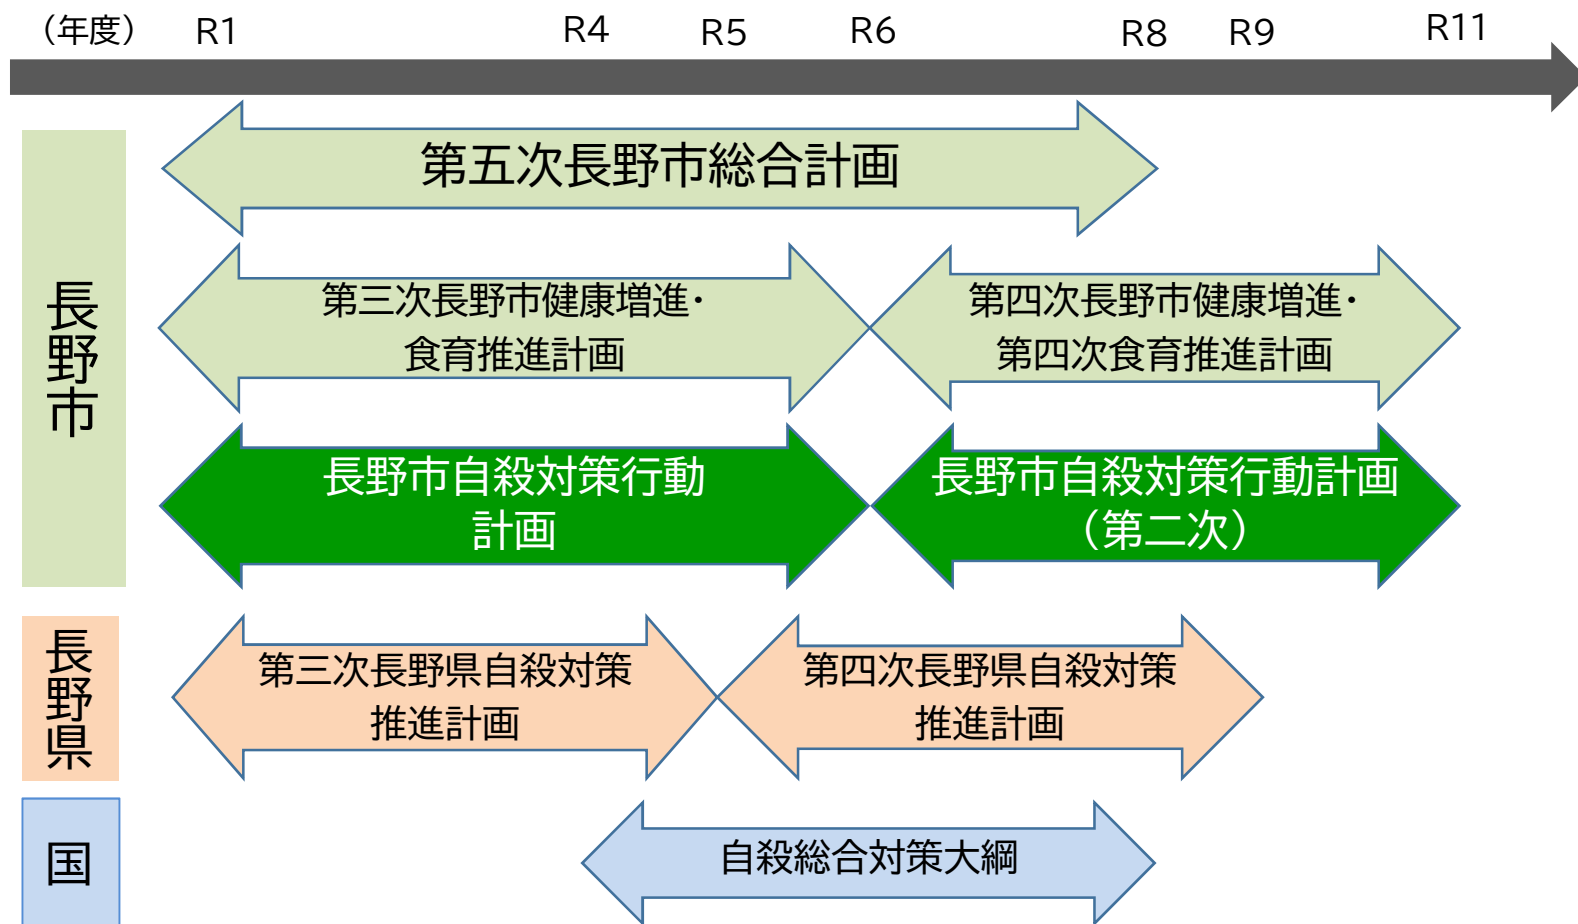 （年度） R1 R4 R5 R6 R8 R9 R11
長野市
第五次長野市総合計画
第三次長野市健康増進・
食育推進計画
第四次長野市健康増進・
第四次食育推進計画
長野市自殺対策行動
計画
長野市自殺対策行動計画
（第二次）
長野県
第三次長野県自殺対策
推進計画
第四次長野県自殺対策
推進計画
国
自殺総合対策大綱